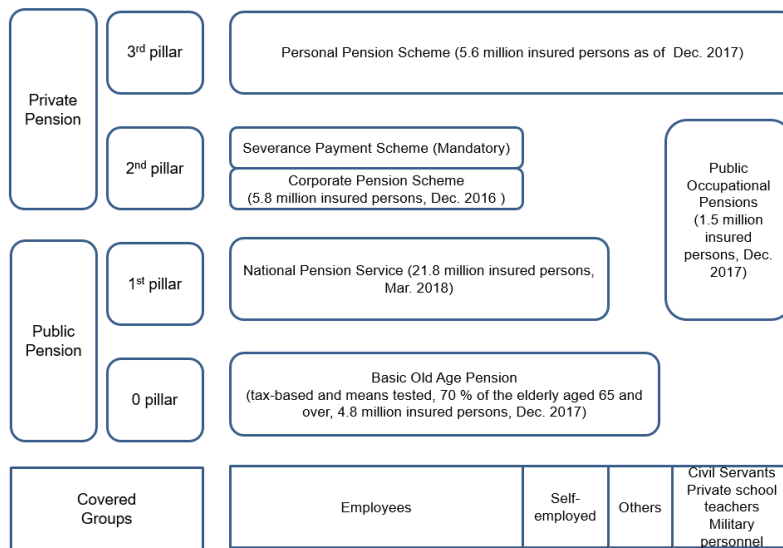 Private
Pension
3rd pillar
Personal Pension Scheme (5.6 million insured persons as of Dec. 2017)
2nd pillar
Severance Payment Scheme (Mandatory)
Corporate Pension Scheme
(5.8 million insured persons, Dec. 2016 )
Public
Occupational
Pensions
(1.5 million
insured
persons, Dec.
2017)
Public
Pension
1st pillar
National Pension Service (21.8 million insured persons,
Mar. 2018)
0 pillar
Basic Old Age Pension
(tax-based and means tested, 70 % of the elderly aged 65 and
over, 4.8 million insured persons, Dec. 2017)
Covered
Groups
Employees
Self-
employed
Others
Civil Servants
Private school
teachers
Military
personnel